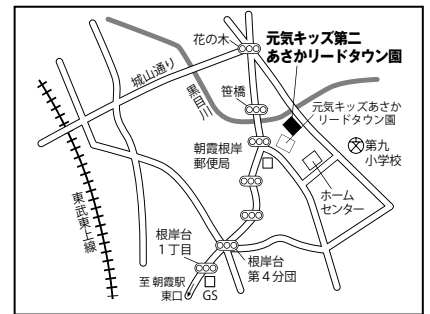 花の木
元気キッズ第二
あさかリードタウン園
城山通り
黒目川
笹橋
元気キッズあさか
リードタウン園
文
第九
小学校
朝霞根岸
郵便局
ホーム
センター
東武東上線
根岸台
1丁目
至 朝霞駅
東口
GS
根岸台
第4分団